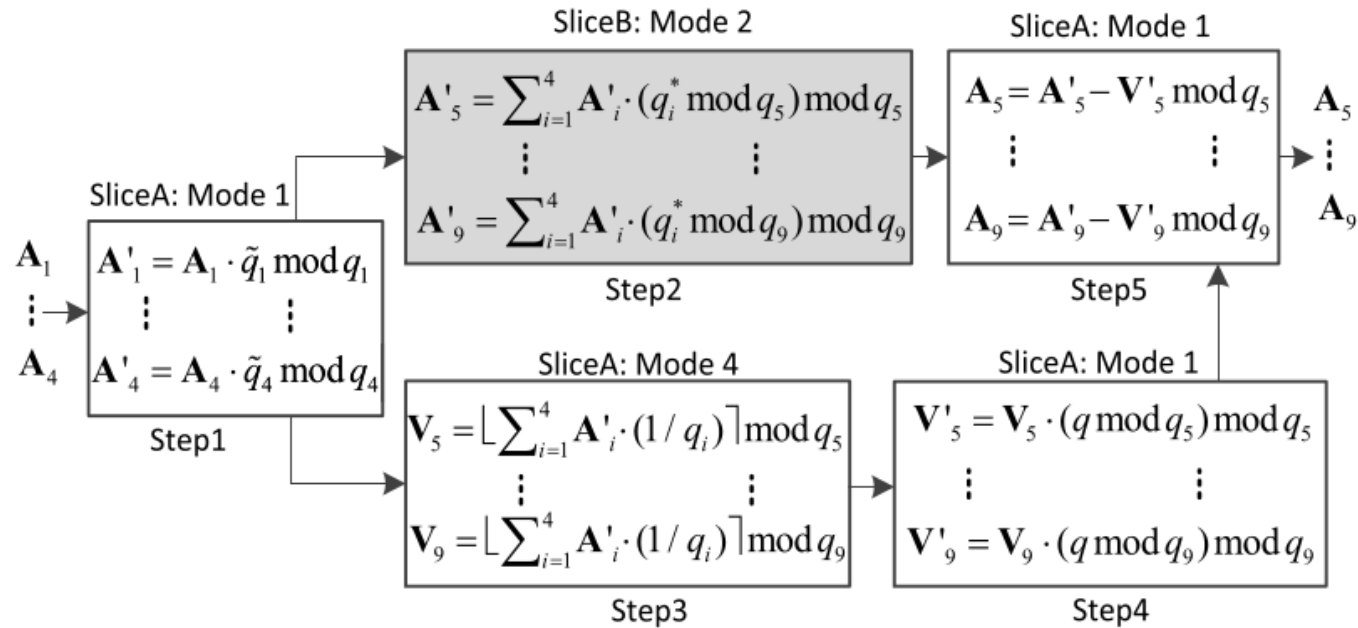 A₁
⋮
A₄
SliceA: Mode 1
A'₁ = A₁ · q̃₁ mod q₁
⋮ ⋮
A'₄ = A₄ · q̃₄ mod q₄
Step1
SliceB: Mode 2
A'₅ = ∑⁴ᵢ₌₁ A'ᵢ · (qᵢ* mod q₅) mod q₅
⋮ ⋮
A'₉ = ∑⁴ᵢ₌₁ A'ᵢ · (qᵢ* mod q₉) mod q₉
Step2
SliceA: Mode 4
V₅ = ⌊∑⁴ᵢ₌₁ A'ᵢ · (1/qᵢ)⌉ mod q₅
⋮ ⋮
V₉ = ⌊∑⁴ᵢ₌₁ A'ᵢ · (1/qᵢ)⌉ mod q₉
Step3
SliceA: Mode 1
V'₅ = V₅ · (q mod q₅) mod q₅
⋮ ⋮
V'₉ = V₉ · (q mod q₉) mod q₉
Step4
SliceA: Mode 1
A₅ = A'₅ − V'₅ mod q₅
⋮ ⋮
A₉ = A'₉ − V'₉ mod q₉
Step5
A₅
⋮
A₉